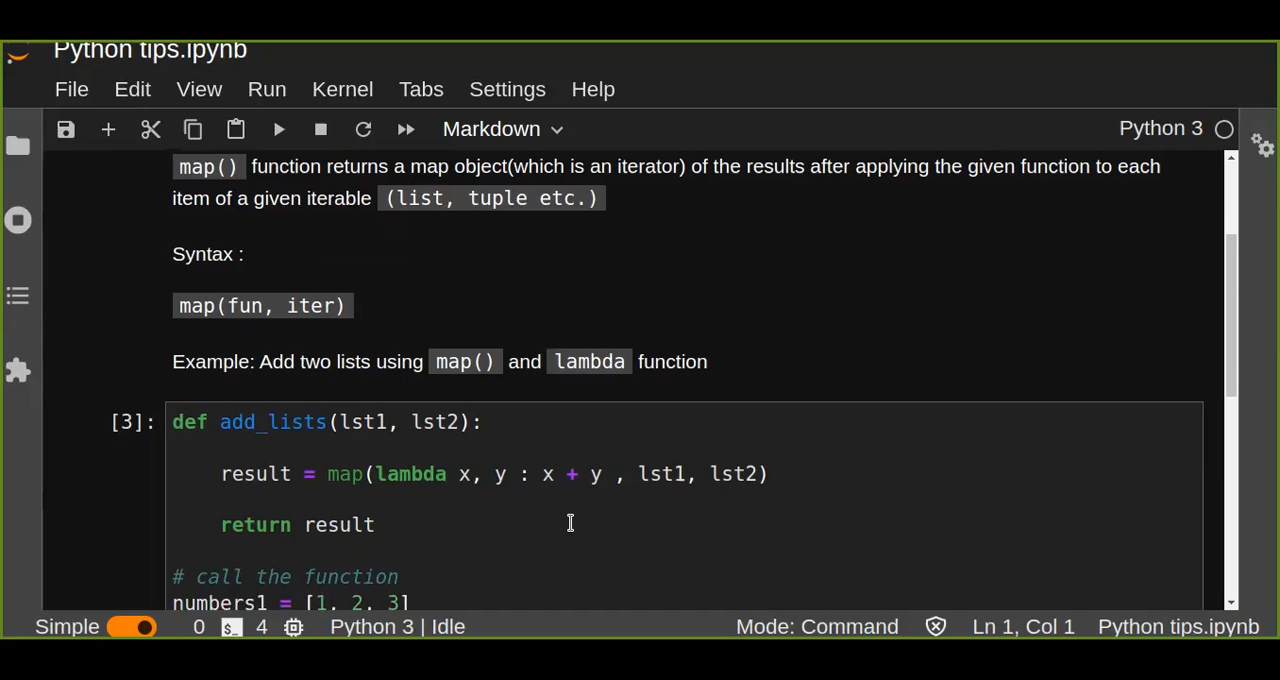 Python tips.ipynb
File Edit View Run Kernel Tabs Settings Help
Markdown Python 3
map() function returns a map object(which is an iterator) of the results after applying the given function to each
item of a given iterable (list, tuple etc.)
Syntax :
map(fun, iter)
Example: Add two lists using map() and lambda function
[3]: def add_lists(lst1, lst2):
result = map(lambda x, y : x + y , lst1, lst2)
return result
# call the function
numbers1 = [1, 2, 3]
Simple 0 $_ 4 Python 3 | Idle Mode: Command Ln 1, Col 1 Python tips.ipynb